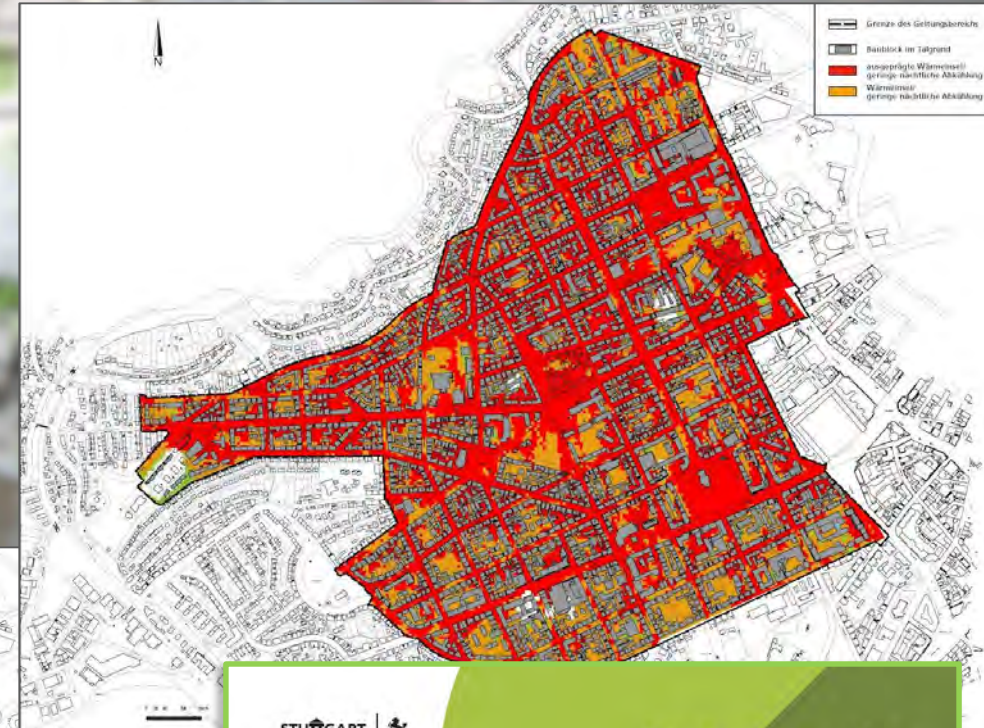 N
Grenze des Geltungsbereichs
Baublock im Talgrund
ausgeprägte Wärmeinsel/
geringe nächtliche Abkühlung
Wärmeinsel/
geringe nächtliche Abkühlung
STUTTGART